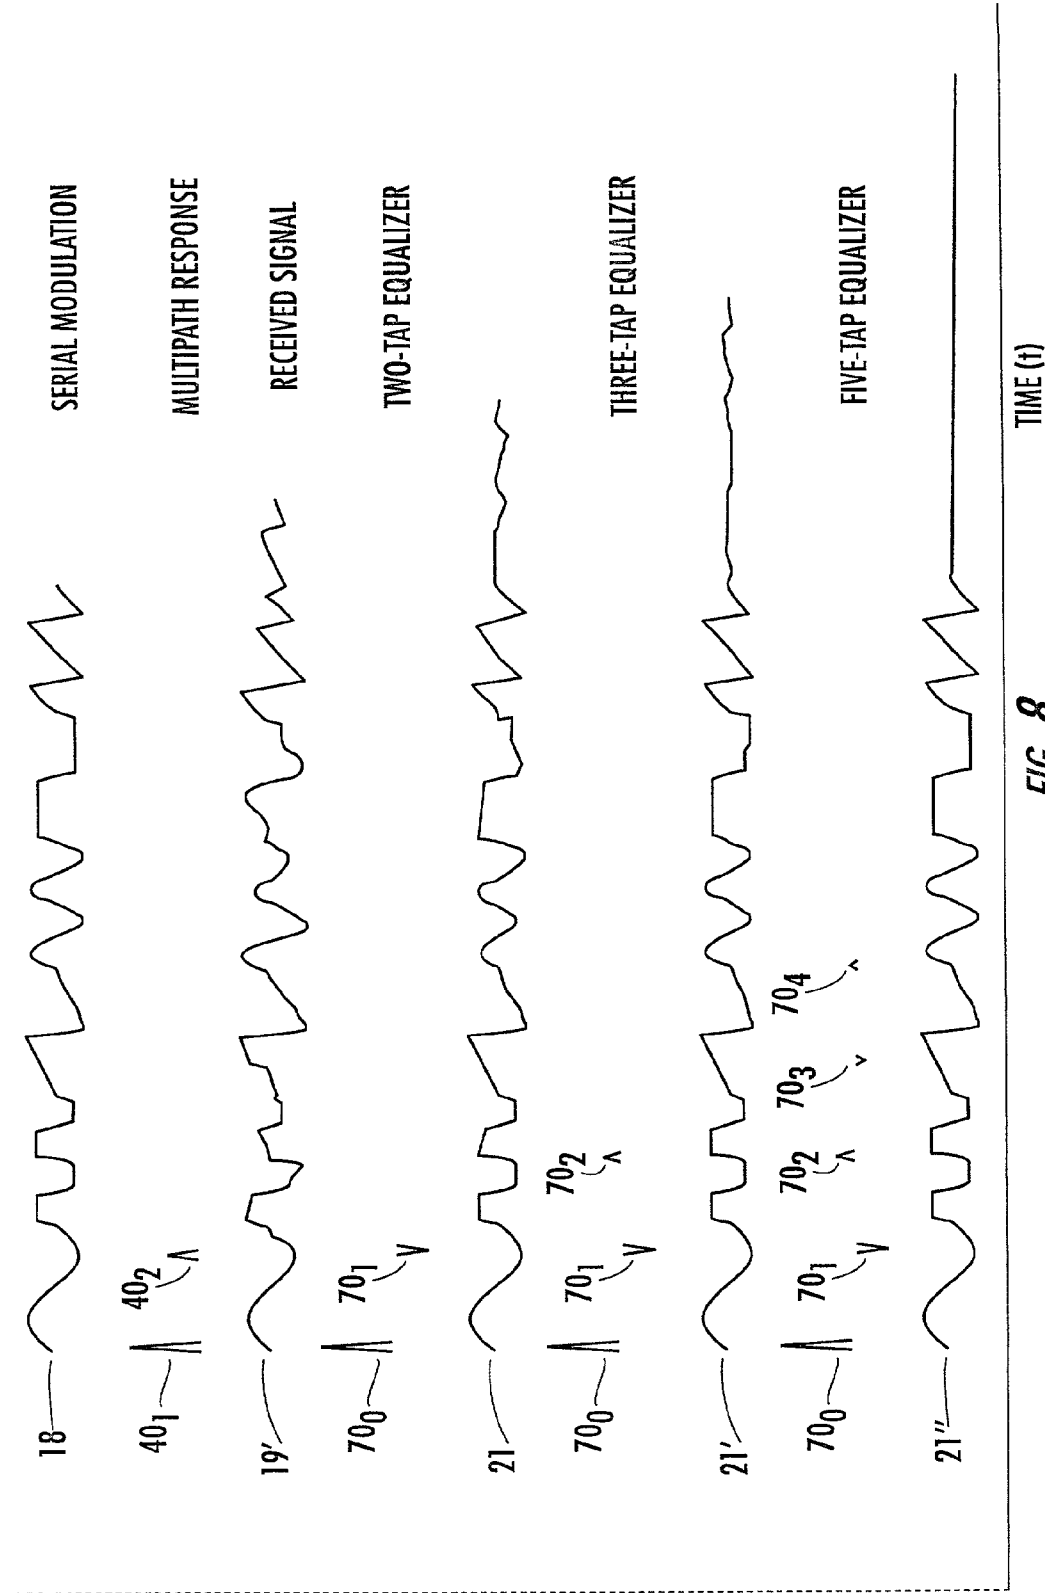 18
SERIAL MODULATION
40₁
40₂
MULTIPATH RESPONSE
19'
RECEIVED SIGNAL
70₀
70₁
TWO-TAP EQUALIZER
21
70₀
70₁
70₂
THREE-TAP EQUALIZER
21'
70₀
70₁
70₂
70₃
70₄
FIVE-TAP EQUALIZER
21''
TIME (t)
FIG. 8